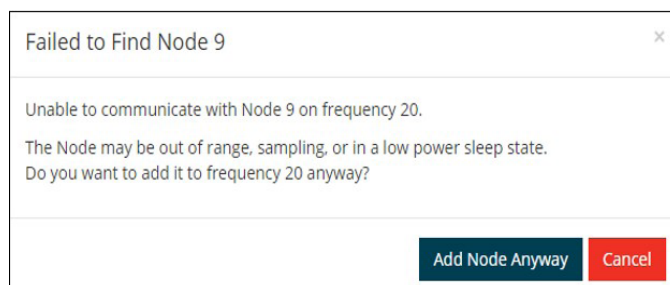 Failed to Find Node 9
Unable to communicate with Node 9 on frequency 20.
The Node may be out of range, sampling, or in a low power sleep state.
Do you want to add it to frequency 20 anyway?
Add Node Anyway Cancel